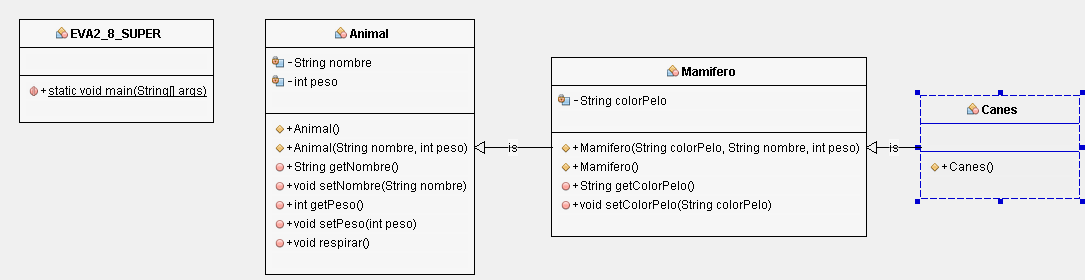 EVA2_8_SUPER
+ static void main(String[] args)
Animal
- String nombre
- int peso
+ Animal()
+ Animal(String nombre, int peso)
+ String getNombre()
+ void setNombre(String nombre)
+ int getPeso()
+ void setPeso(int peso)
+ void respirar()
is
Mamifero
- String colorPelo
+ Mamifero(String colorPelo, String nombre, int peso)
+ Mamifero()
+ String getColorPelo()
+ void setColorPelo(String colorPelo)
is
Canes
+ Canes()